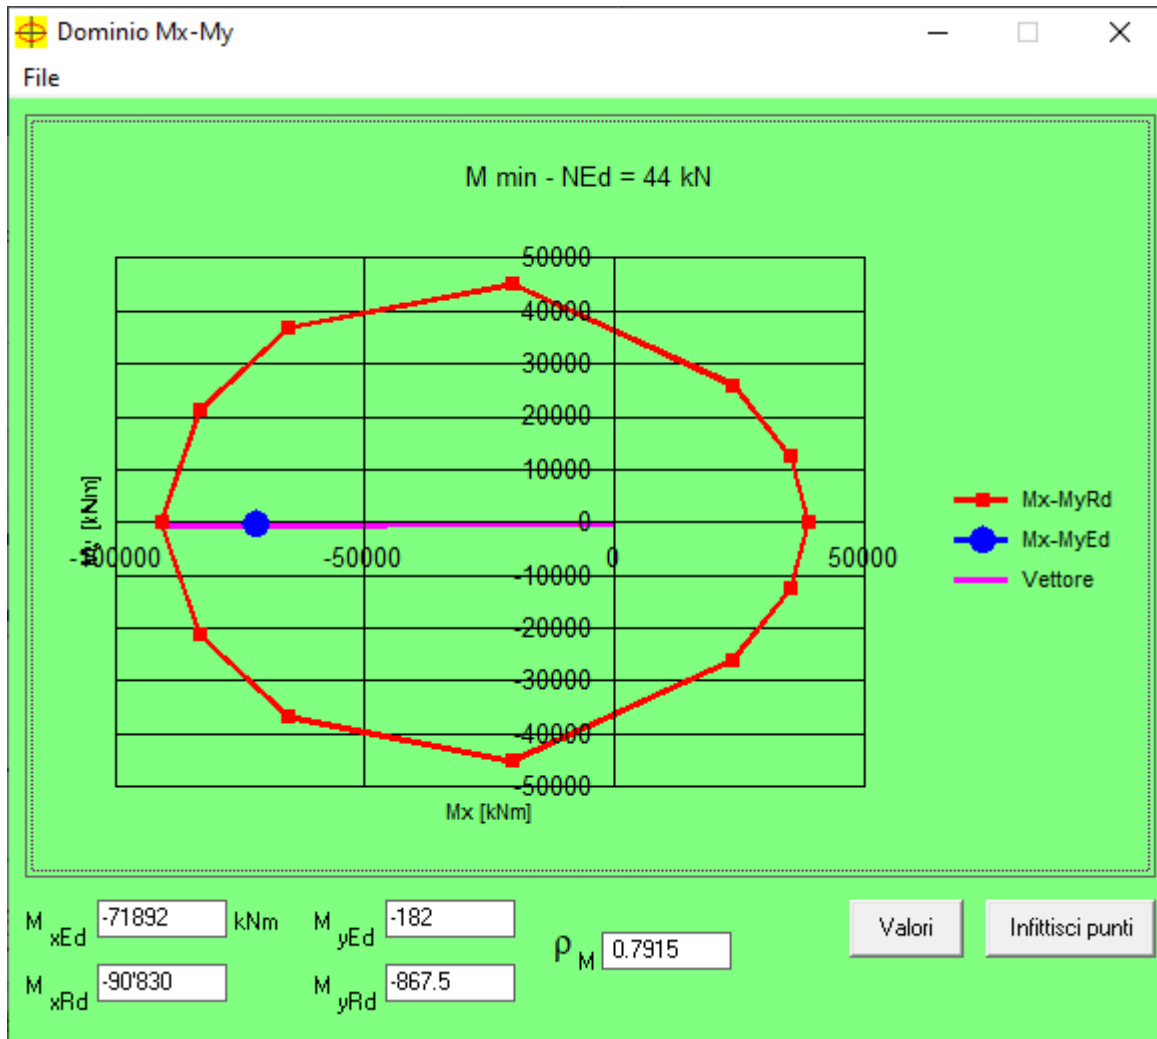 Dominio Mx-My
File
M min - NEd = 44 kN
50000
40000
30000
20000
10000
0
-10000
-20000
-30000
-40000
-50000
-100000 -50000 0 50000
[kNm]
Mx [kNm]
Mx-MyRd
Mx-MyEd
Vettore
M xEd -71892 kNm M yEd -182
M xRd -90'830 M yRd -867.5
ρ M 0.7915
Valori Infittisci punti